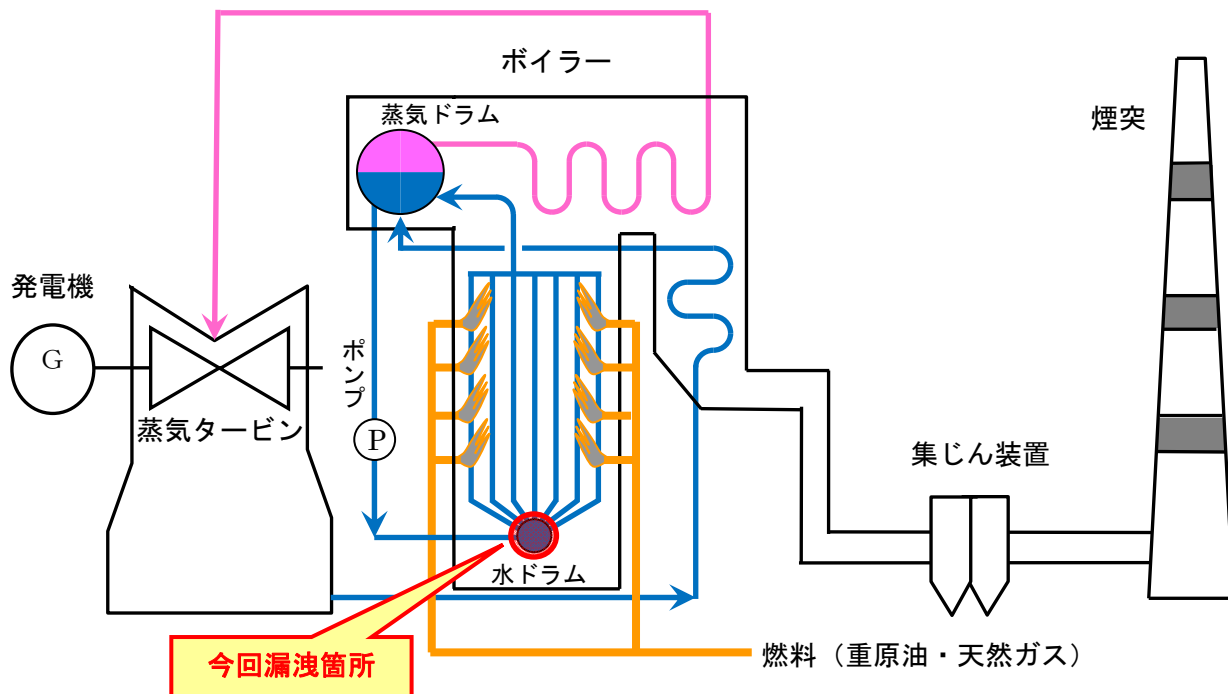 ボイラー
蒸気ドラム
煙突
発電機
G
ポンプ
P
蒸気タービン
集じん装置
水ドラム
今回漏洩箇所
燃料（重原油・天然ガス）